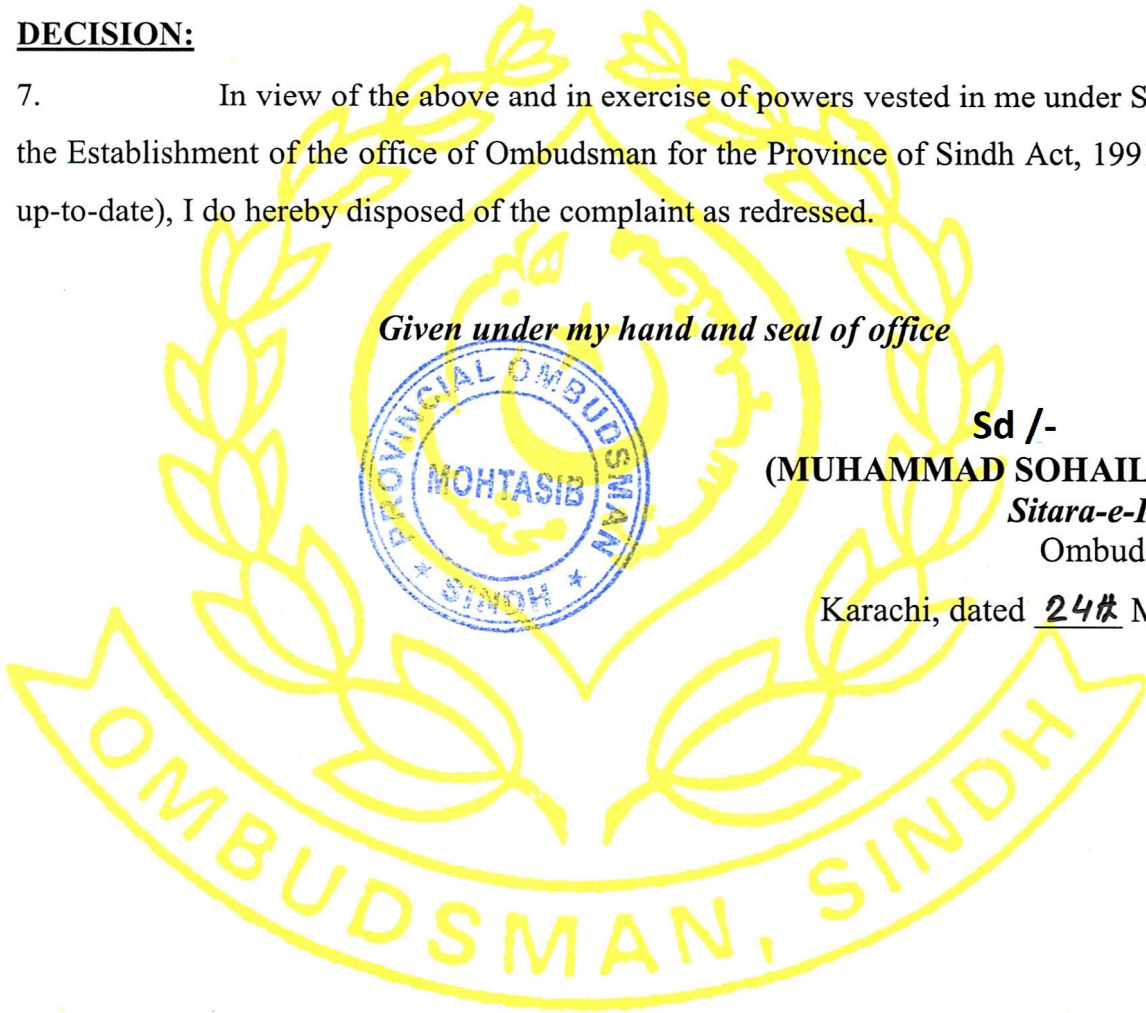 DECISION:
7. In view of the above and in exercise of powers vested in me under S
the Establishment of the office of Ombudsman for the Province of Sindh Act, 199
up-to-date), I do hereby disposed of the complaint as redressed.
Given under my hand and seal of office
PROVINCIAL OMBUDSMAN
MOHTASIB
★ SINDH ★
Sd /-
(MUHAMMAD SOHAIL
Sitara-e-I
Ombud
Karachi, dated 24th M
OMBUDSMAN, SINDH